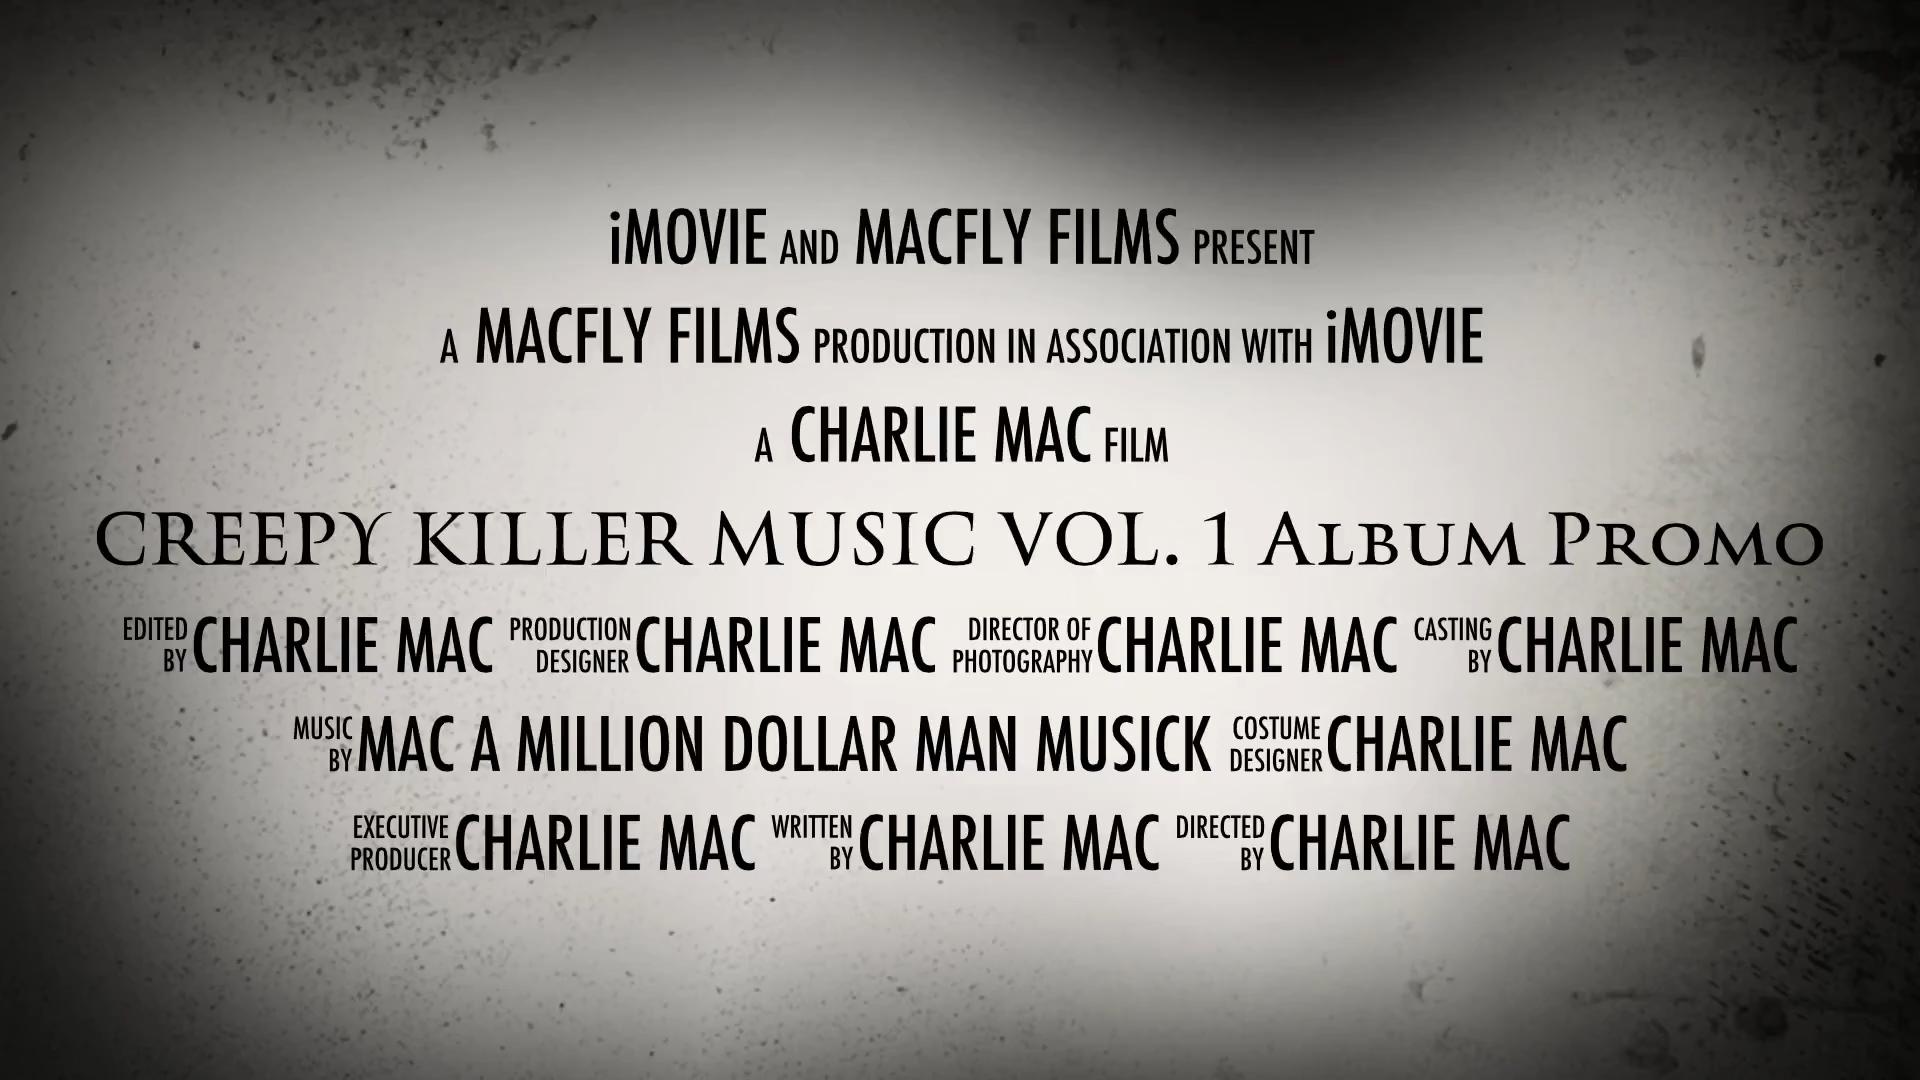 iMOVIE AND MACFLY FILMS PRESENT
A MACFLY FILMS PRODUCTION IN ASSOCIATION WITH iMOVIE
A CHARLIE MAC FILM
CREEPY KILLER MUSIC VOL. 1 ALBUM PROMO
EDITED BY CHARLIE MAC PRODUCTION DESIGNER CHARLIE MAC DIRECTOR OF PHOTOGRAPHY CHARLIE MAC CASTING BY CHARLIE MAC
MUSIC BY MAC A MILLION DOLLAR MAN MUSICK COSTUME DESIGNER CHARLIE MAC
EXECUTIVE PRODUCER CHARLIE MAC WRITTEN BY CHARLIE MAC DIRECTED BY CHARLIE MAC